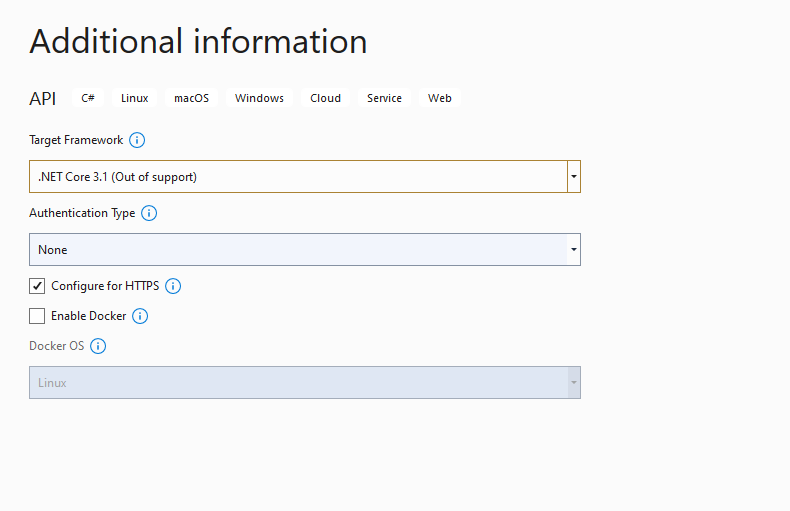 Additional information
API C# Linux macOS Windows Cloud Service Web
Target Framework
.NET Core 3.1 (Out of support)
Authentication Type
None
Configure for HTTPS
Enable Docker
Docker OS
Linux